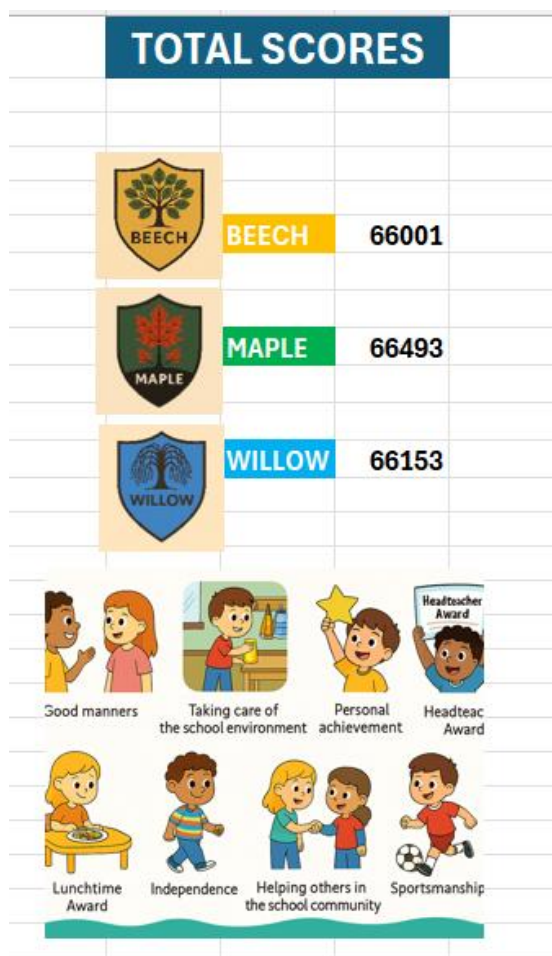 TOTAL SCORES
BEECH
BEECH 66001
MAPLE
MAPLE 66493
WILLOW
WILLOW 66153
Headteacher
Award
Good manners
Taking care of
the school environment
Personal
achievement
Headteac
Award
Lunchtime
Award
Independence
Helping others in
the school community
Sportsmanship